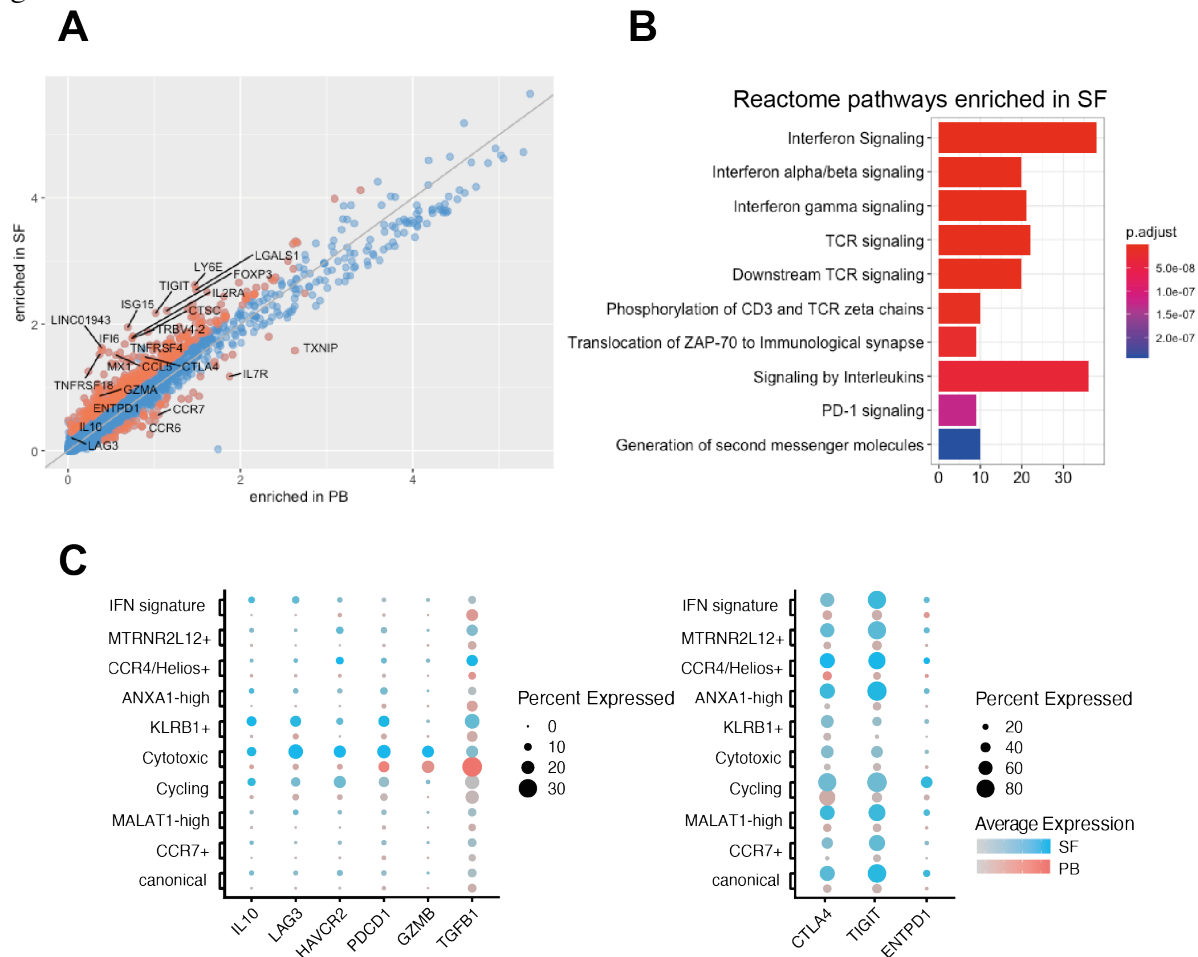 A
B
enriched in SF
4
2
0
LGALS1
LY6E
FOXP3
TIGIT
IL2RA
ISG15
CTSC
LINC01943
TRBV4-2
IFI6
TNFRSF4
TXNIP
MX1
CCL5
CTLA4
IL7R
TNFRSF18
GZMA
ENTPD1
CCR7
IL10
CCR6
LAG3
0
2
4
enriched in PB
Reactome pathways enriched in SF
Interferon Signaling
Interferon alpha/beta signaling
Interferon gamma signaling
TCR signaling
Downstream TCR signaling
Phosphorylation of CD3 and TCR zeta chains
Translocation of ZAP-70 to Immunological synapse
Signaling by Interleukins
PD-1 signaling
Generation of second messenger molecules
0
10
20
30
p.adjust
5.0e-08
1.0e-07
1.5e-07
2.0e-07
C
IFN signature
MTRNR2L12+
CCR4/Helios+
ANXA1-high
KLRB1+
Cytotoxic
Cycling
MALAT1-high
CCR7+
canonical
IL10
LAG3
HAVCR2
PDCD1
GZMB
TGFB1
Percent Expressed
0
10
20
30
IFN signature
MTRNR2L12+
CCR4/Helios+
ANXA1-high
KLRB1+
Cytotoxic
Cycling
MALAT1-high
CCR7+
canonical
CTLA4
TIGIT
ENTPD1
Percent Expressed
20
40
60
80
Average Expression
SF
PB